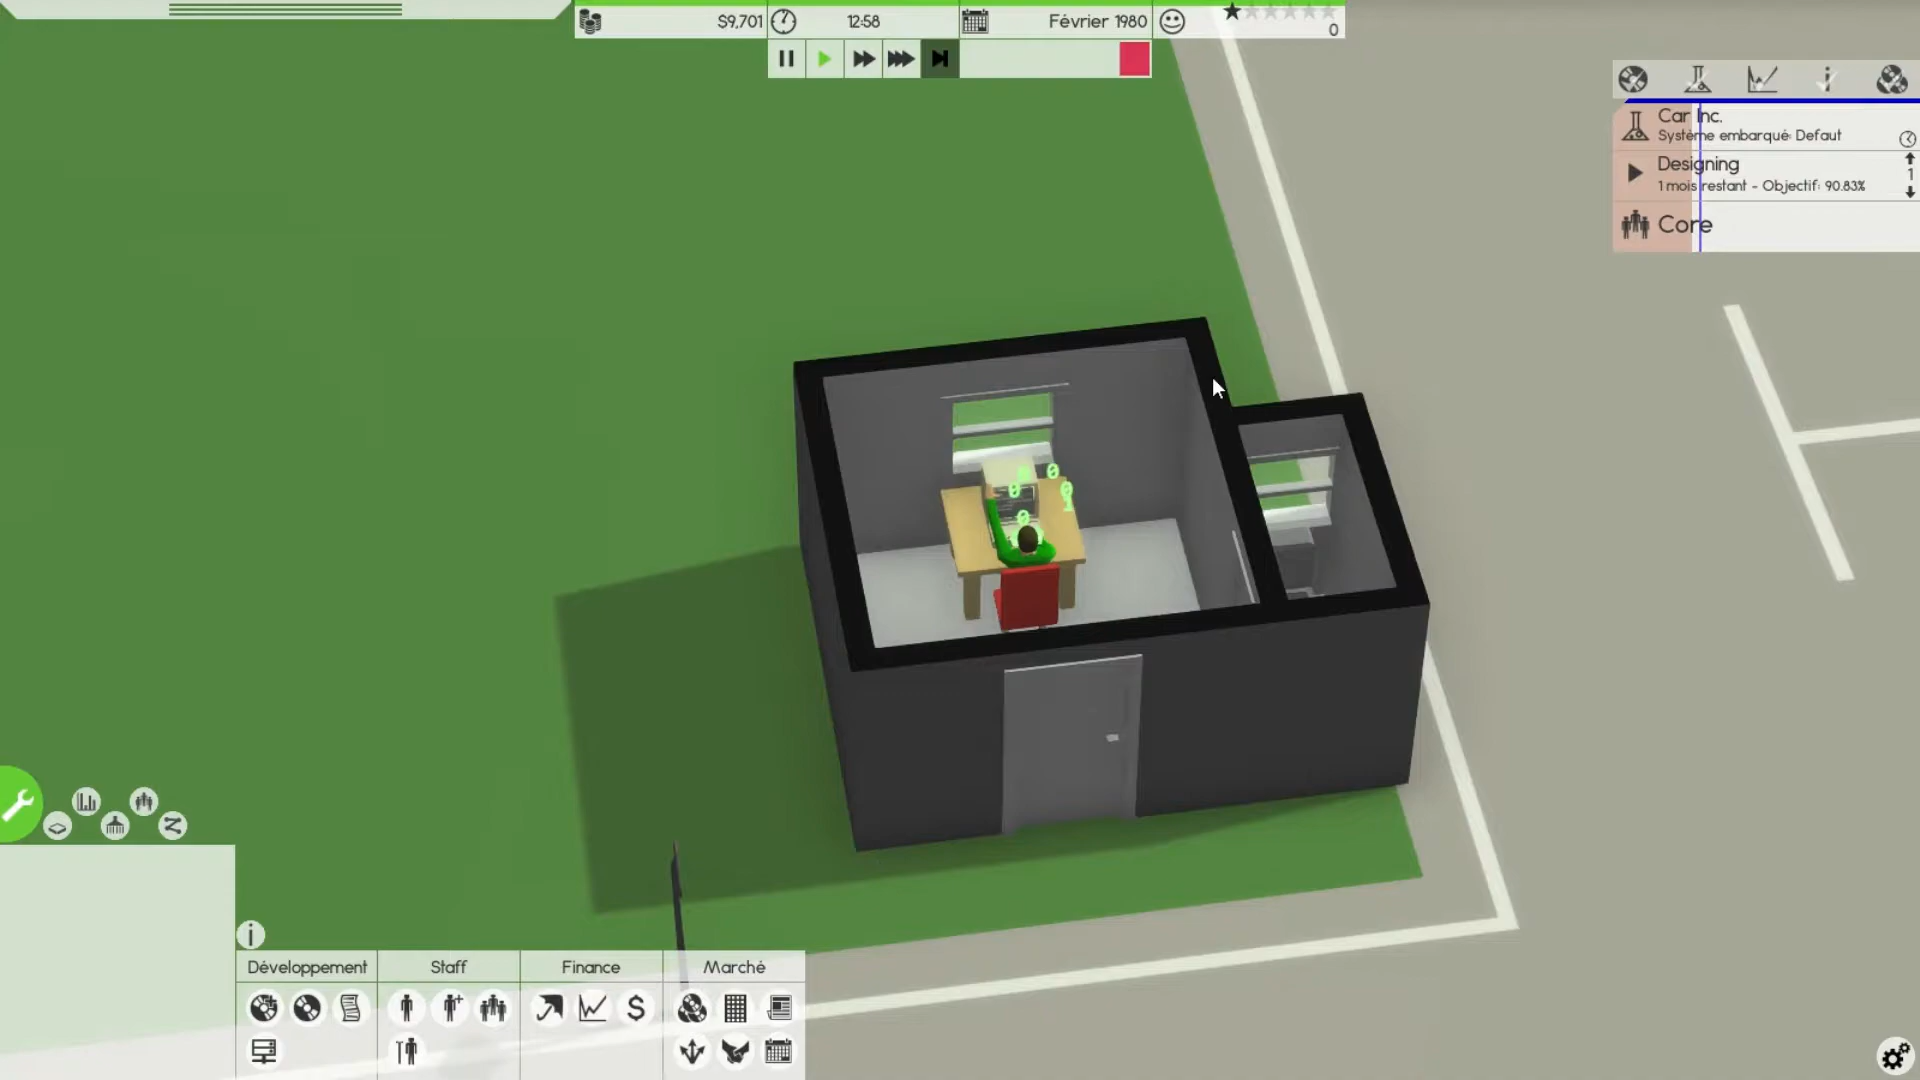 $9,701
12:58
Février 1980
0
Car Inc.
Système embarqué: Defaut
Designing
1 mois restant - Objectif: 90.83%
1
Core
Développement
Staff
Finance
Marché